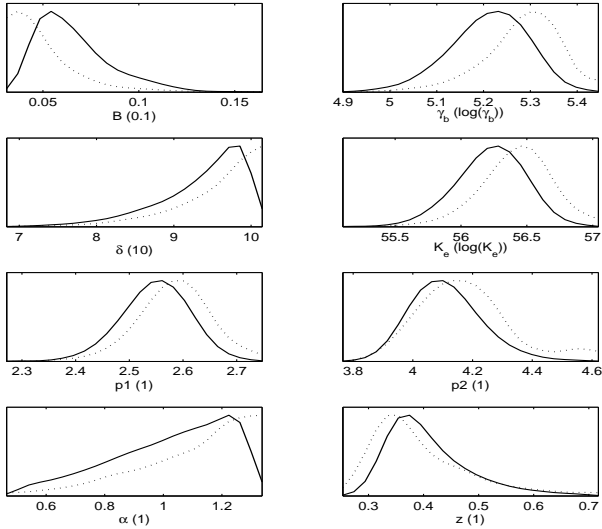 0.05 0.1 0.15
B (0.1)
4.9 5 5.1 5.2 5.3 5.4
γb (log(γb))
7 8 9 10
δ (10)
55.5 56 56.5 57
Ke (log(Ke))
2.3 2.4 2.5 2.6 2.7
p1 (1)
3.8 4 4.2 4.4 4.6
p2 (1)
0.6 0.8 1 1.2
α (1)
0.3 0.4 0.5 0.6 0.7
z (1)